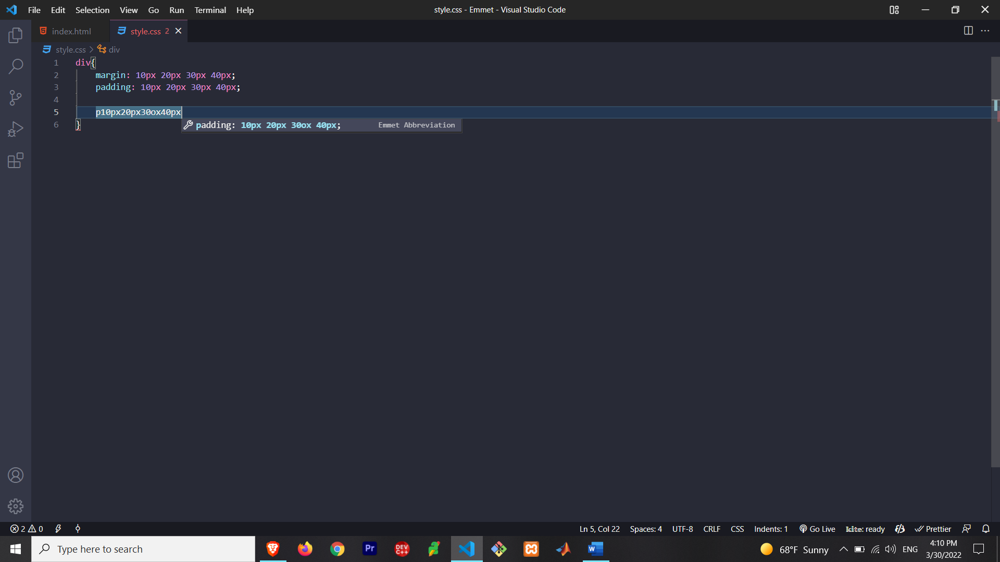 File Edit Selection View Go Run Terminal Help
style.css - Emmet - Visual Studio Code
index.html
style.css 2
style.css > div
1 div{
2 margin: 10px 20px 30px 40px;
3 padding: 10px 20px 30px 40px;
4
5 p10px20px30ox40px
padding: 10px 20px 30ox 40px; Emmet Abbreviation
6 }
2 0
Ln 5, Col 22 Spaces: 4 UTF-8 CRLF CSS Indents: 1 Go Live kite: ready Prettier
Type here to search
Pr
DEV C++
W
68°F Sunny
ENG
4:10 PM
3/30/2022